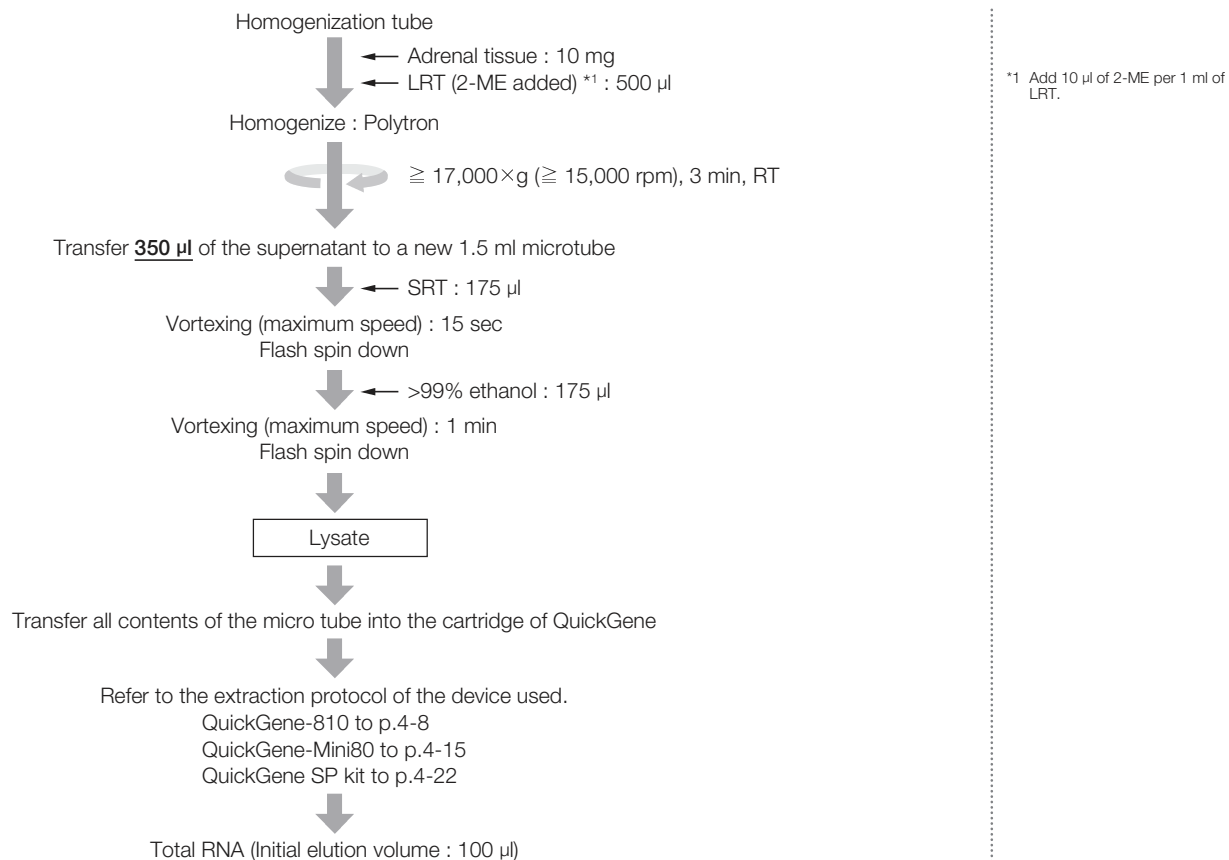 Homogenization tube
Adrenal tissue : 10 mg
LRT (2-ME added) *1 : 500 µl
*1 Add 10 µl of 2-ME per 1 ml of
LRT.
Homogenize : Polytron
≧ 17,000×g (≧ 15,000 rpm), 3 min, RT
Transfer 350 µl of the supernatant to a new 1.5 ml microtube
SRT : 175 µl
Vortexing (maximum speed) : 15 sec
Flash spin down
>99% ethanol : 175 µl
Vortexing (maximum speed) : 1 min
Flash spin down
Lysate
Transfer all contents of the micro tube into the cartridge of QuickGene
Refer to the extraction protocol of the device used.
QuickGene-810 to p.4-8
QuickGene-Mini80 to p.4-15
QuickGene SP kit to p.4-22
Total RNA (Initial elution volume : 100 µl)